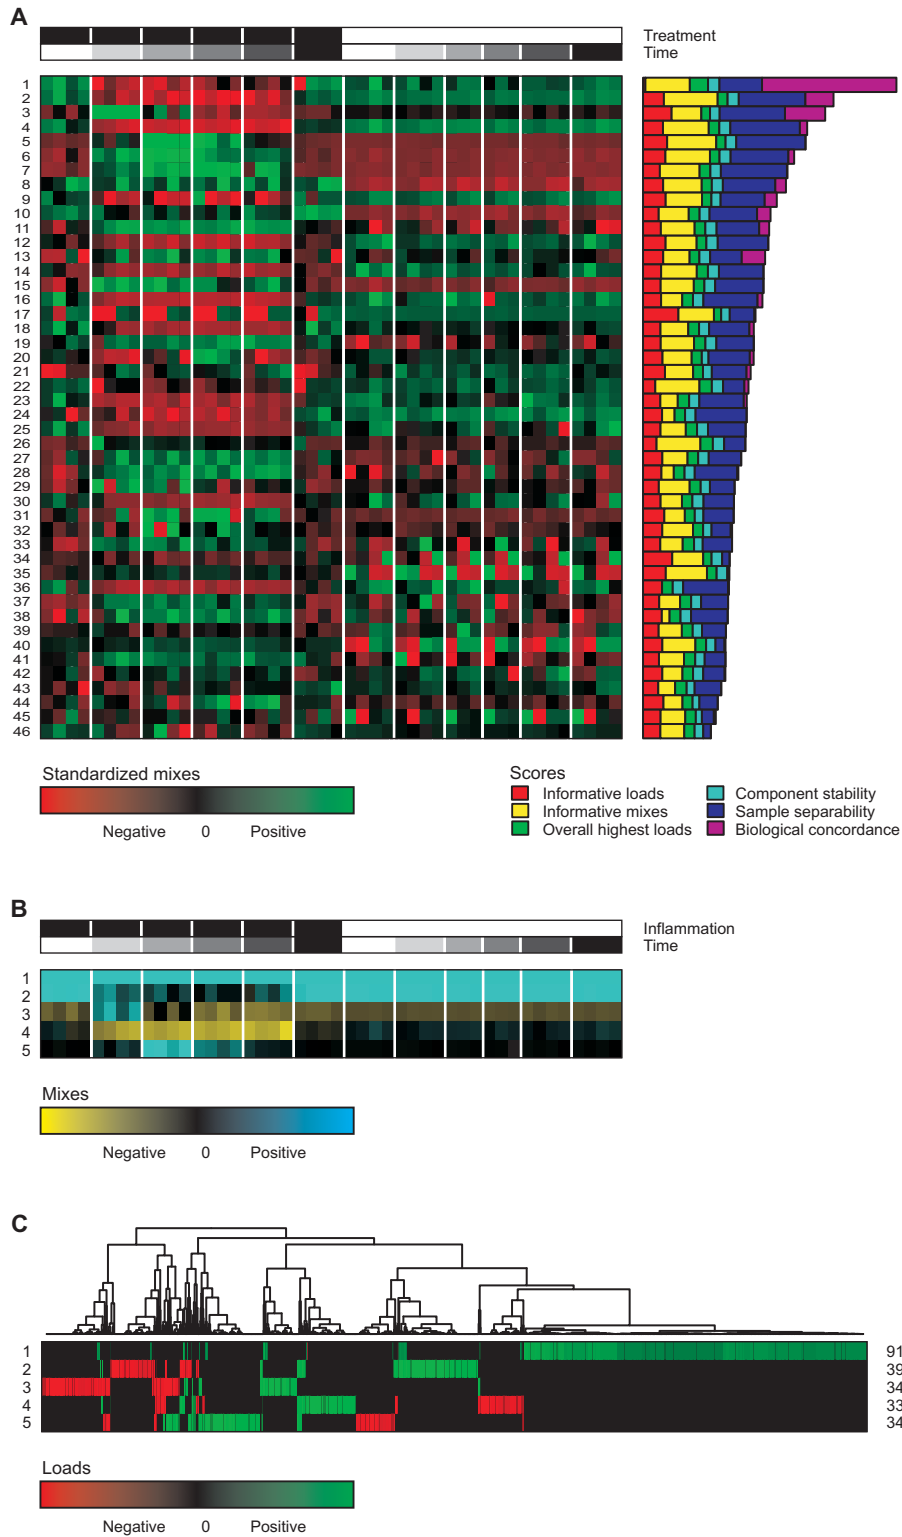 A
Treatment
Time
1
2
3
4
5
6
7
8
9
10
11
12
13
14
15
16
17
18
19
20
21
22
23
24
25
26
27
28
29
30
31
32
33
34
35
36
37
38
39
40
41
42
43
44
45
46
Standardized mixes
Negative 0 Positive
Scores
Informative loads
Informative mixes
Overall highest loads
Component stability
Sample separability
Biological concordance
B
Inflammation
Time
1
2
3
4
5
Mixes
Negative 0 Positive
C
1 91
2 39
3 34
4 33
5 34
Loads
Negative 0 Positive